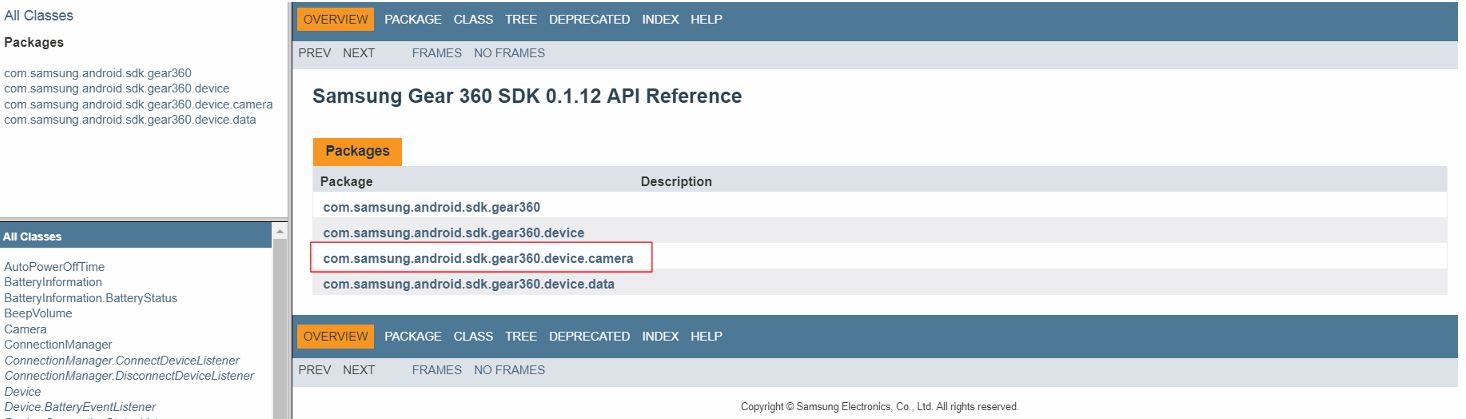 All Classes
Packages
com.samsung.android.sdk.gear360
com.samsung.android.sdk.gear360.device
com.samsung.android.sdk.gear360.device.camera
com.samsung.android.sdk.gear360.device.data
All Classes
AutoPowerOffTime
BatteryInformation
BatteryInformation.BatteryStatus
BeepVolume
Camera
ConnectionManager
ConnectionManager.ConnectDeviceListener
ConnectionManager.DisconnectDeviceListener
Device
Device.BatteryEventListener
OVERVIEW PACKAGE CLASS TREE DEPRECATED INDEX HELP
PREV NEXT FRAMES NO FRAMES
Samsung Gear 360 SDK 0.1.12 API Reference
Packages
Package Description
com.samsung.android.sdk.gear360
com.samsung.android.sdk.gear360.device
com.samsung.android.sdk.gear360.device.camera
com.samsung.android.sdk.gear360.device.data
OVERVIEW PACKAGE CLASS TREE DEPRECATED INDEX HELP
PREV NEXT FRAMES NO FRAMES
Copyright © Samsung Electronics, Co., Ltd. All rights reserved.